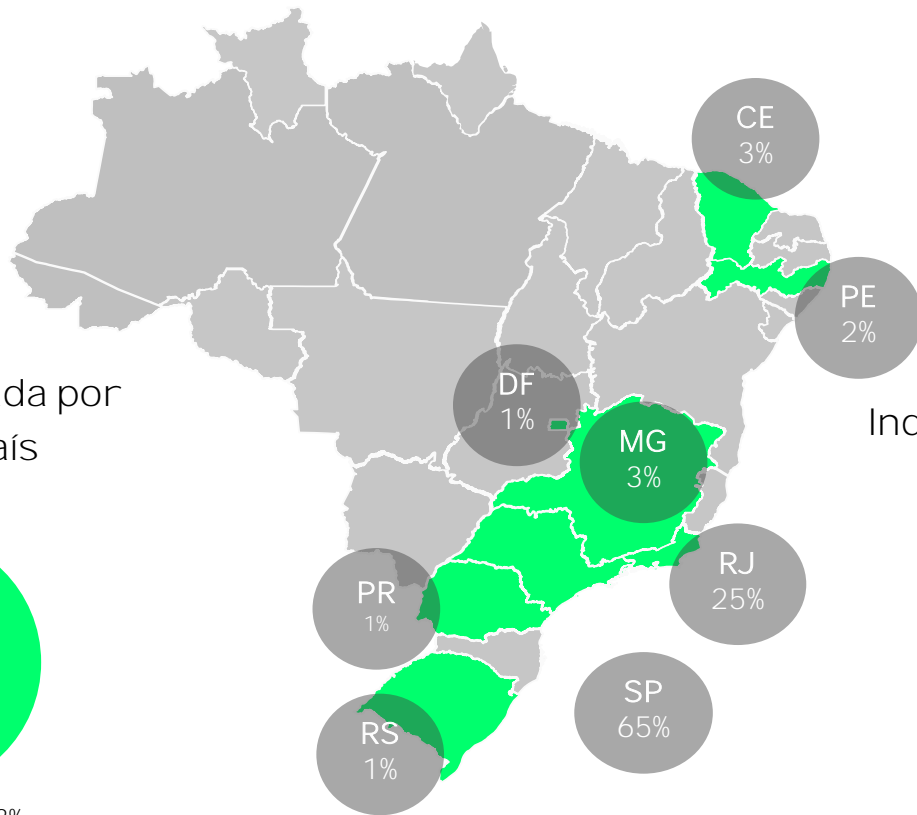 CE
3%
PE
2%
DF
1%
da por
aís
Inc
MG
3%
RJ
25%
PR
1%
SP
65%
RS
1%